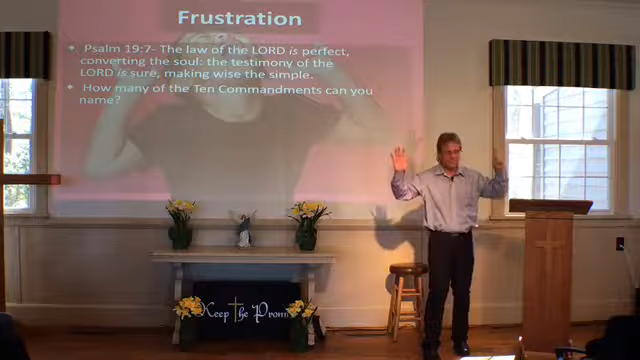 Frustration
Psalm 19:7- The law of the LORD is perfect,
converting the soul: the testimony of the
LORD is sure, making wise the simple.
How many of the Ten Commandments can you
name?
Keep the Promi